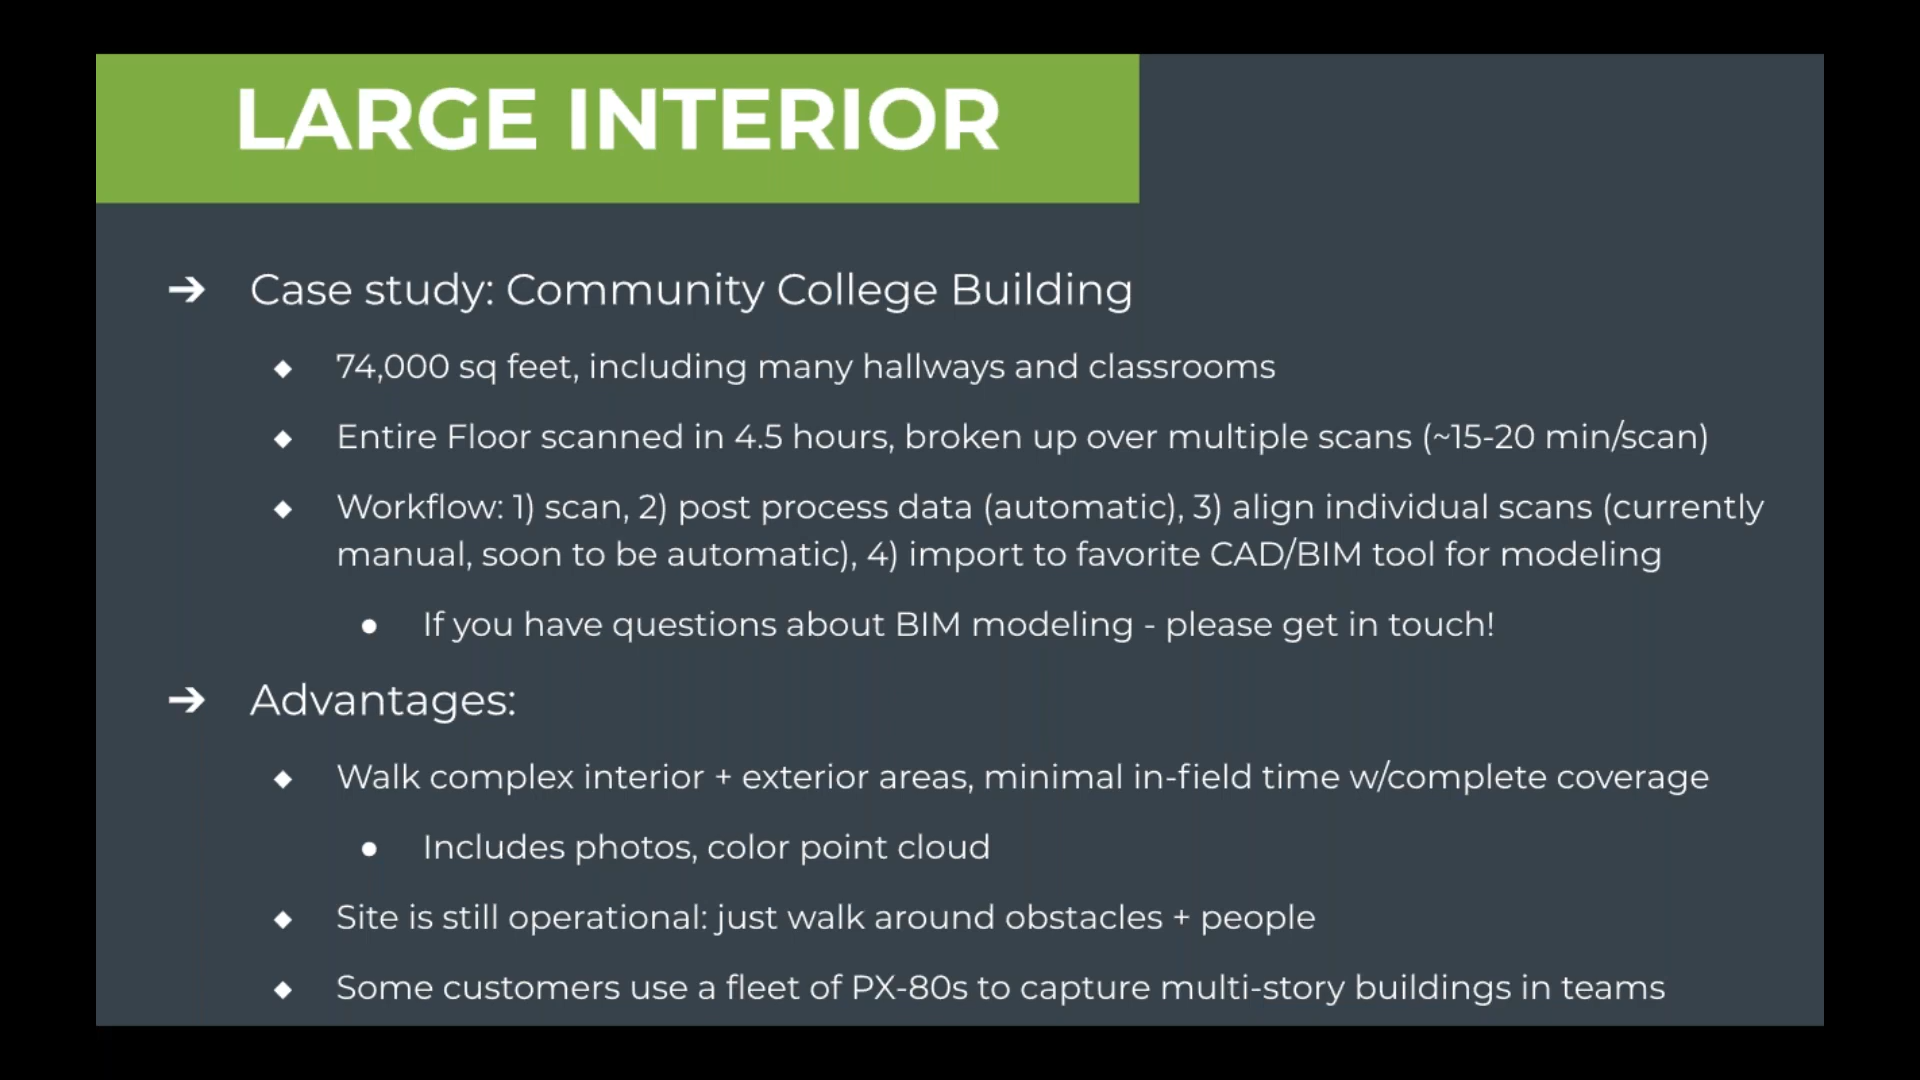 LARGE INTERIOR
➔ Case study: Community College Building
◆ 74,000 sq feet, including many hallways and classrooms
◆ Entire Floor scanned in 4.5 hours, broken up over multiple scans (~15-20 min/scan)
◆ Workflow: 1) scan, 2) post process data (automatic), 3) align individual scans (currently
manual, soon to be automatic), 4) import to favorite CAD/BIM tool for modeling
● If you have questions about BIM modeling - please get in touch!
➔ Advantages:
◆ Walk complex interior + exterior areas, minimal in-field time w/complete coverage
● Includes photos, color point cloud
◆ Site is still operational: just walk around obstacles + people
◆ Some customers use a fleet of PX-80s to capture multi-story buildings in teams